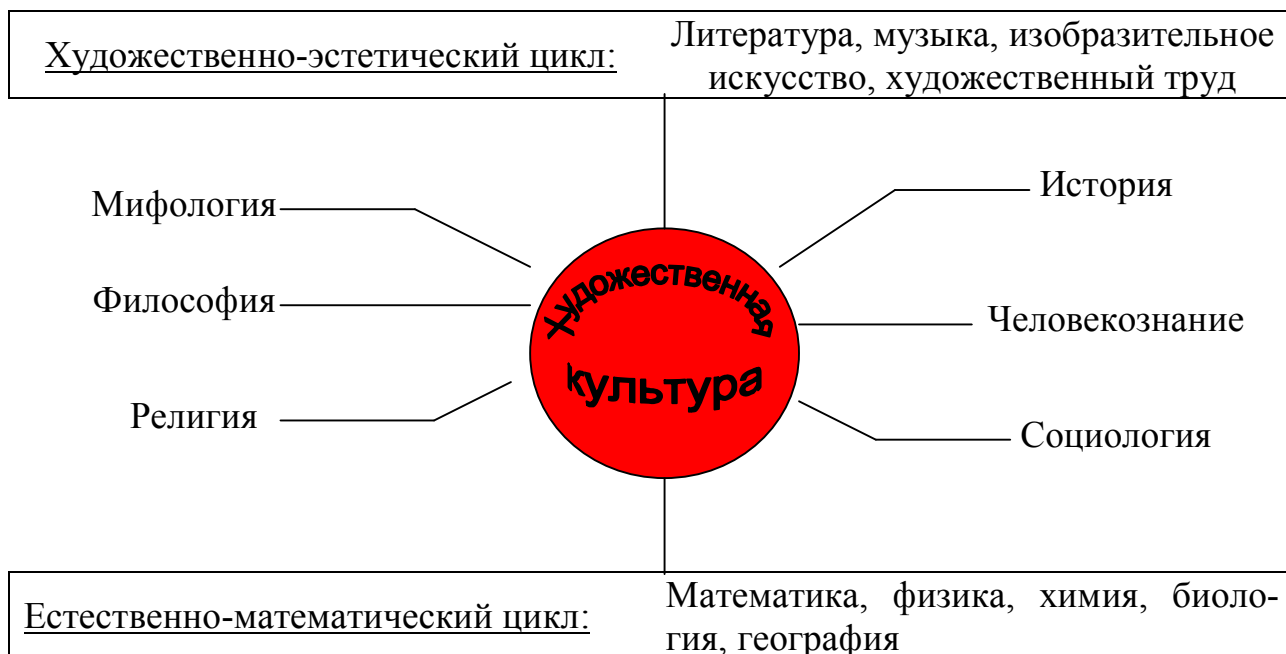 Художественно-эстетический цикл:
Литература, музыка, изобразительное
искусство, художественный труд
Мифология
История
Философия
Художественная
культура
Человекознание
Религия
Социология
Естественно-математический цикл:
Математика, физика, химия, биоло-
гия, география